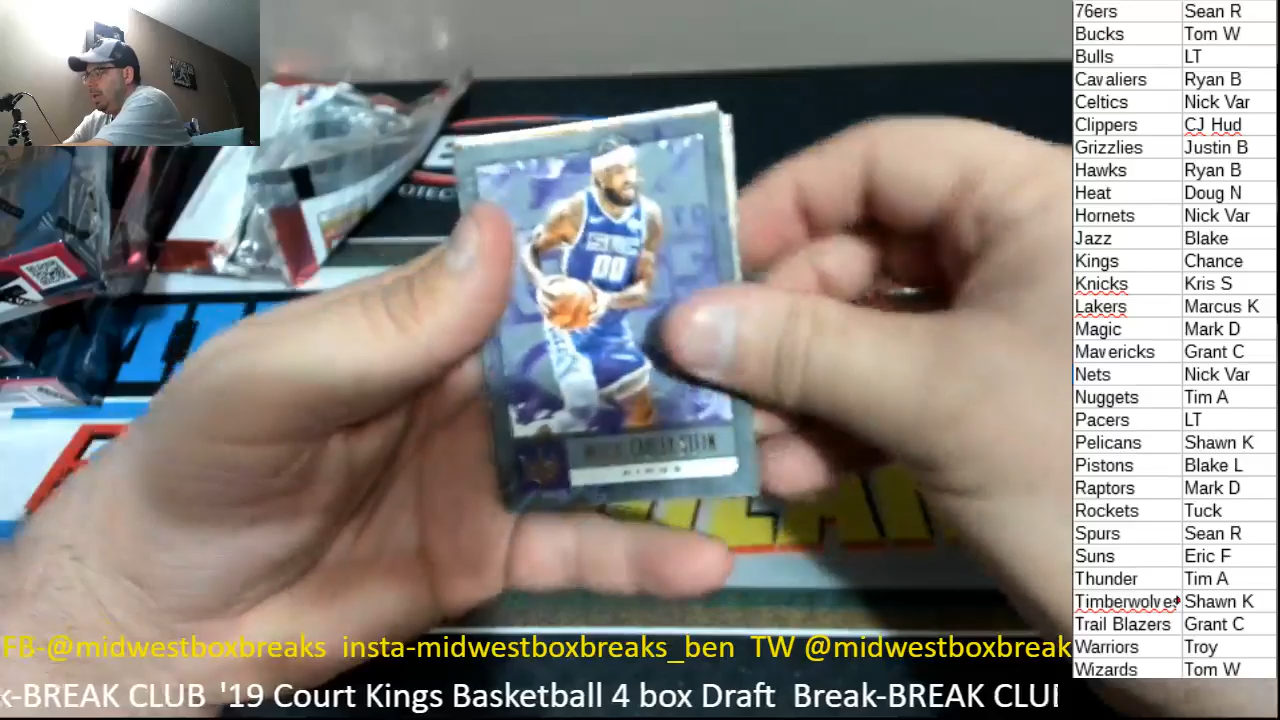 76ers Sean R
Bucks Tom W
Bulls LT
Cavaliers Ryan B
Celtics Nick Var
Clippers CJ Hud
Grizzlies Justin B
Hawks Ryan B
Heat Doug N
Hornets Nick Var
Jazz Blake
Kings Chance
Knicks Kris S
Lakers Marcus K
Magic Mark D
Mavericks Grant C
Nets Nick Var
Nuggets Tim A
Pacers LT
Pelicans Shawn K
Pistons Blake L
Raptors Mark D
Rockets Tuck
Spurs Sean R
Suns Eric F
Thunder Tim A
Timberwolves Shawn K
Trail Blazers Grant C
Warriors Troy
Wizards Tom W
SAC
00
CAULEY-STEIN
KINGS
FB-@midwestboxbreaks insta-midwestboxbreaks_ben TW @midwestboxbreak
k-BREAK CLUB '19 Court Kings Basketball 4 box Draft Break-BREAK CLU